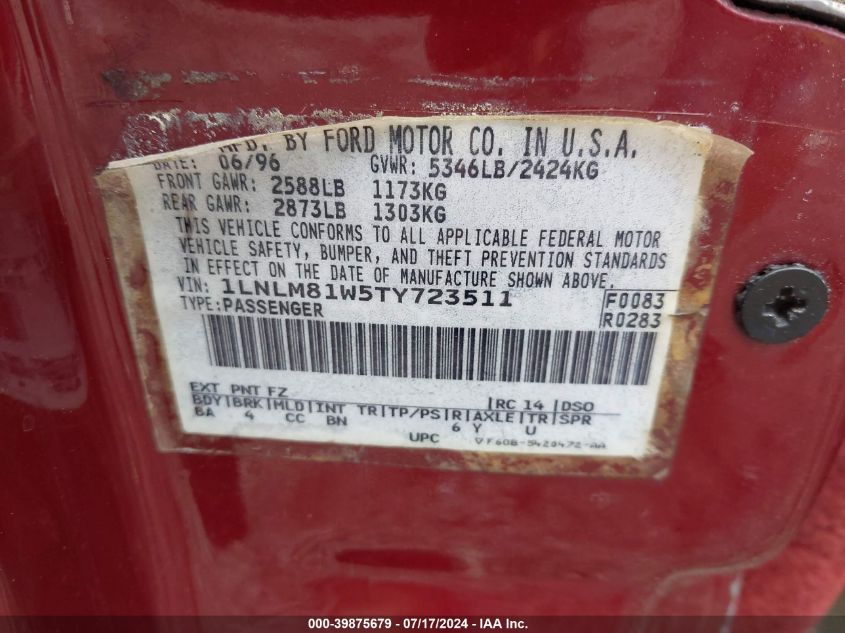 MFD. BY FORD MOTOR CO. IN U.S.A.
DATE: 06/96 GVWR: 5346LB/2424KG
FRONT GAWR: 2588LB 1173KG
REAR GAWR: 2873LB 1303KG
THIS VEHICLE CONFORMS TO ALL APPLICABLE FEDERAL MOTOR
VEHICLE SAFETY, BUMPER, AND THEFT PREVENTION STANDARDS
IN EFFECT ON THE DATE OF MANUFACTURE SHOWN ABOVE.
VIN: 1LNLM81W5TY723511 F0083
TYPE: PASSENGER R0283
EXT PNT FZ RC 14 DSO
BDY BRK MLD INT TR TP/PS R AXLE TR SPR
BA 4 CC BN 6 Y U
UPC F60B-5420472-AA
000-39875679 / 07/17/2024 / IAA, Inc.